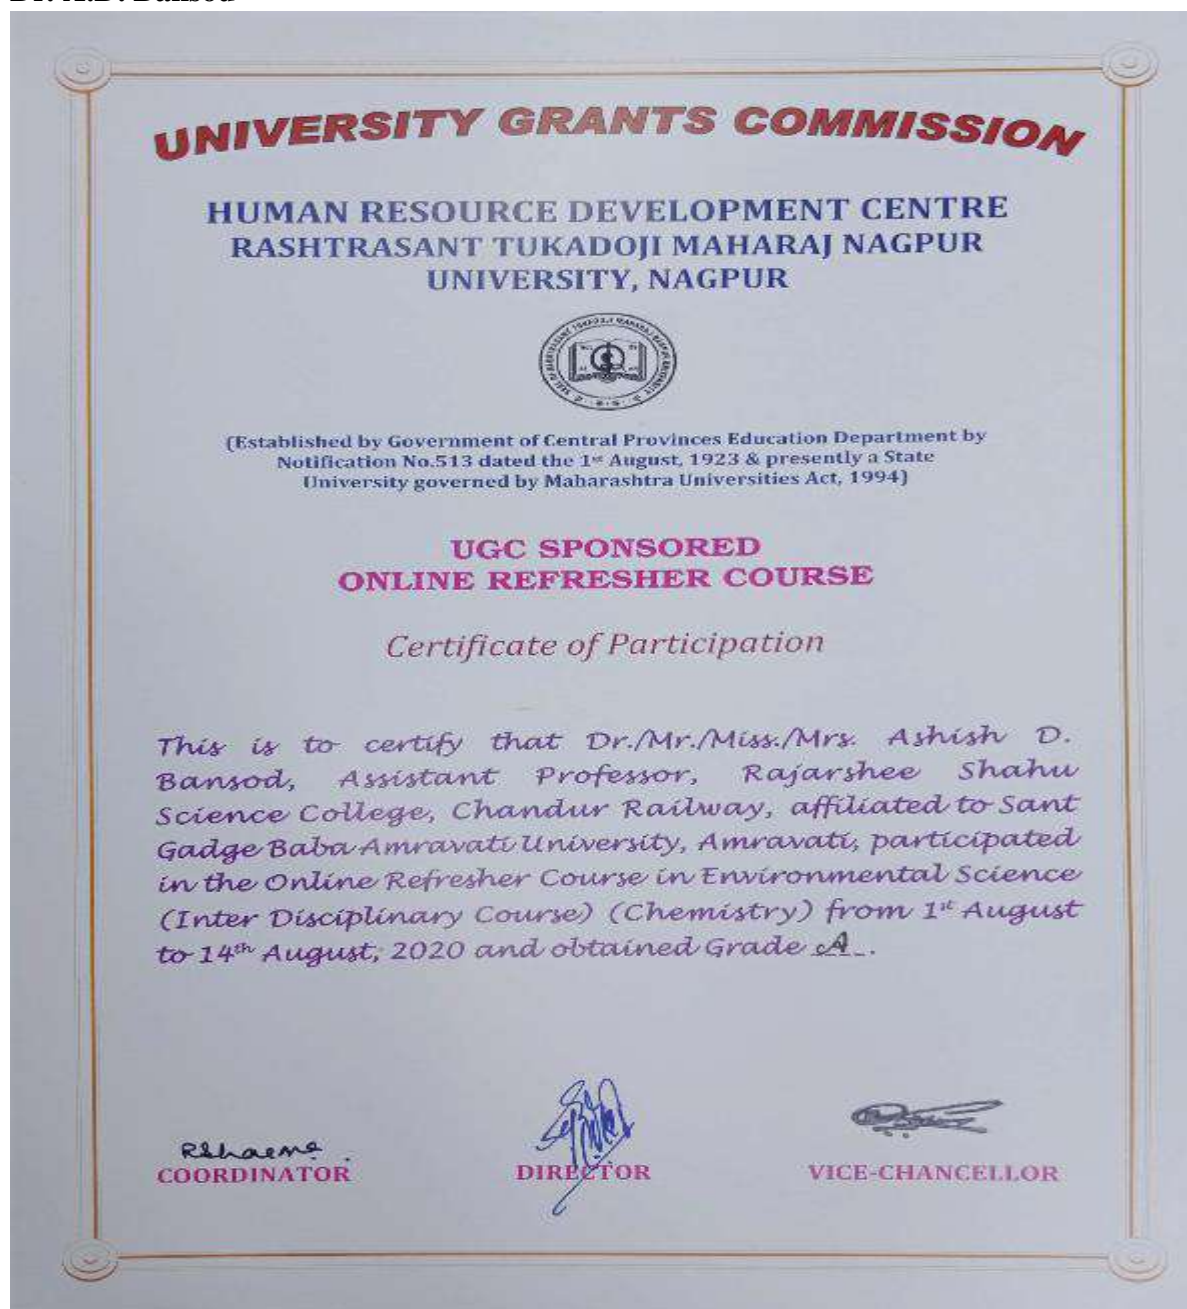 UNIVERSITY GRANTS COMMISSION
HUMAN RESOURCE DEVELOPMENT CENTRE
RASHTRASANT TUKADOJI MAHARAJ NAGPUR
UNIVERSITY, NAGPUR
(Established by Government of Central Provinces Education Department by
Notification No.513 dated the 1st August, 1923 & presently a State
University governed by Maharashtra Universities Act, 1994)
UGC SPONSORED
ONLINE REFRESHER COURSE
Certificate of Participation
This is to certify that Dr./Mr./Miss./Mrs. Ashish D.
Bansod, Assistant Professor, Rajarshee Shahu
Science College, Chandur Railway, affiliated to Sant
Gadge Baba Amravati University, Amravati, participated
in the Online Refresher Course in Environmental Science
(Inter Disciplinary Course) (Chemistry) from 1st August
to 14th August, 2020 and obtained Grade A.
COORDINATOR
DIRECTOR
VICE-CHANCELLOR